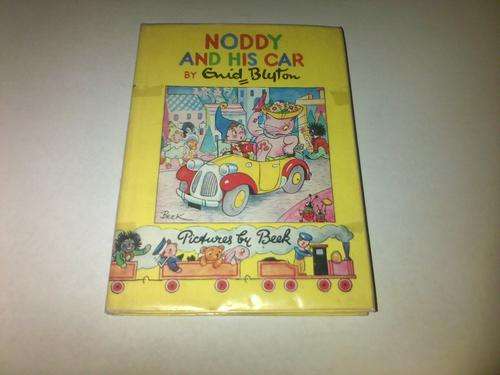 NODDY
AND HIS CAR
BY Enid Blyton
Beek
Pictures by Beek